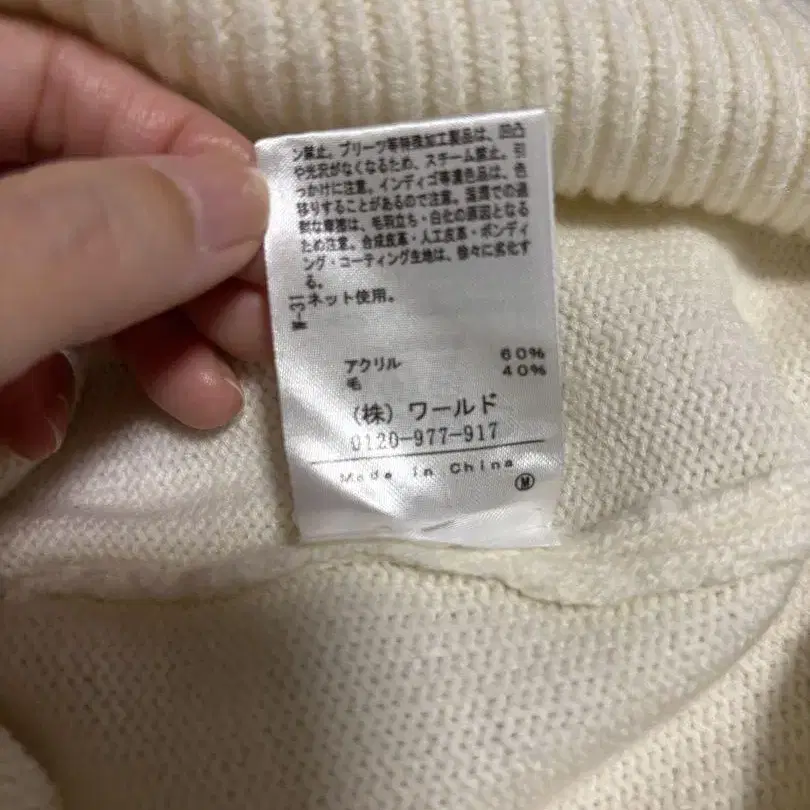 ン禁止。プリーツ等特殊加工製品は、凹凸
や光沢がなくなるため、スチーム禁止。引
っかけに注意。インディゴ等濃色品は、色
移りすることがあるので注意。湿潤での過
剰な摩擦は、毛羽立ち・白化の原因となる
ため注意。合成皮革・人工皮革・ボンディ
ング・コーティング生地は、徐々に劣化す
る。
ネット使用。
W-31
アクリル 60%
毛 40%
(株)ワールド
0120-977-917
Made in China
Ⓜ